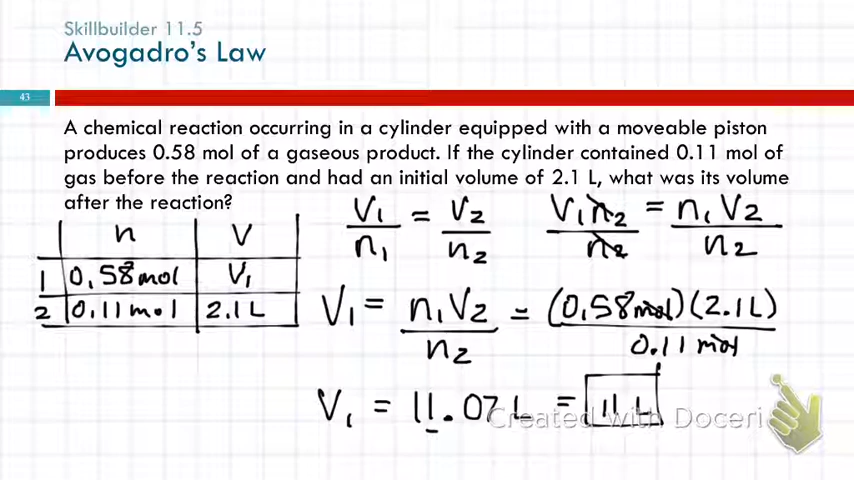 Skillbuilder 11.5
Avogadro's Law
43
A chemical reaction occurring in a cylinder equipped with a moveable piston
produces 0.58 mol of a gaseous product. If the cylinder contained 0.11 mol of
gas before the reaction and had an initial volume of 2.1 L, what was its volume
after the reaction?
n V
1 0.58 mol V₁
2 0.11 mol 2.1 L
V₁/n₁ = V₂/n₂
V₁n₂/n₂ = n₁V₂/n₂
V₁ = n₁V₂/n₂ = (0.58 mol)(2.1 L)/0.11 mol
V₁ = 11.07 L = 11 L
Created with Doceri